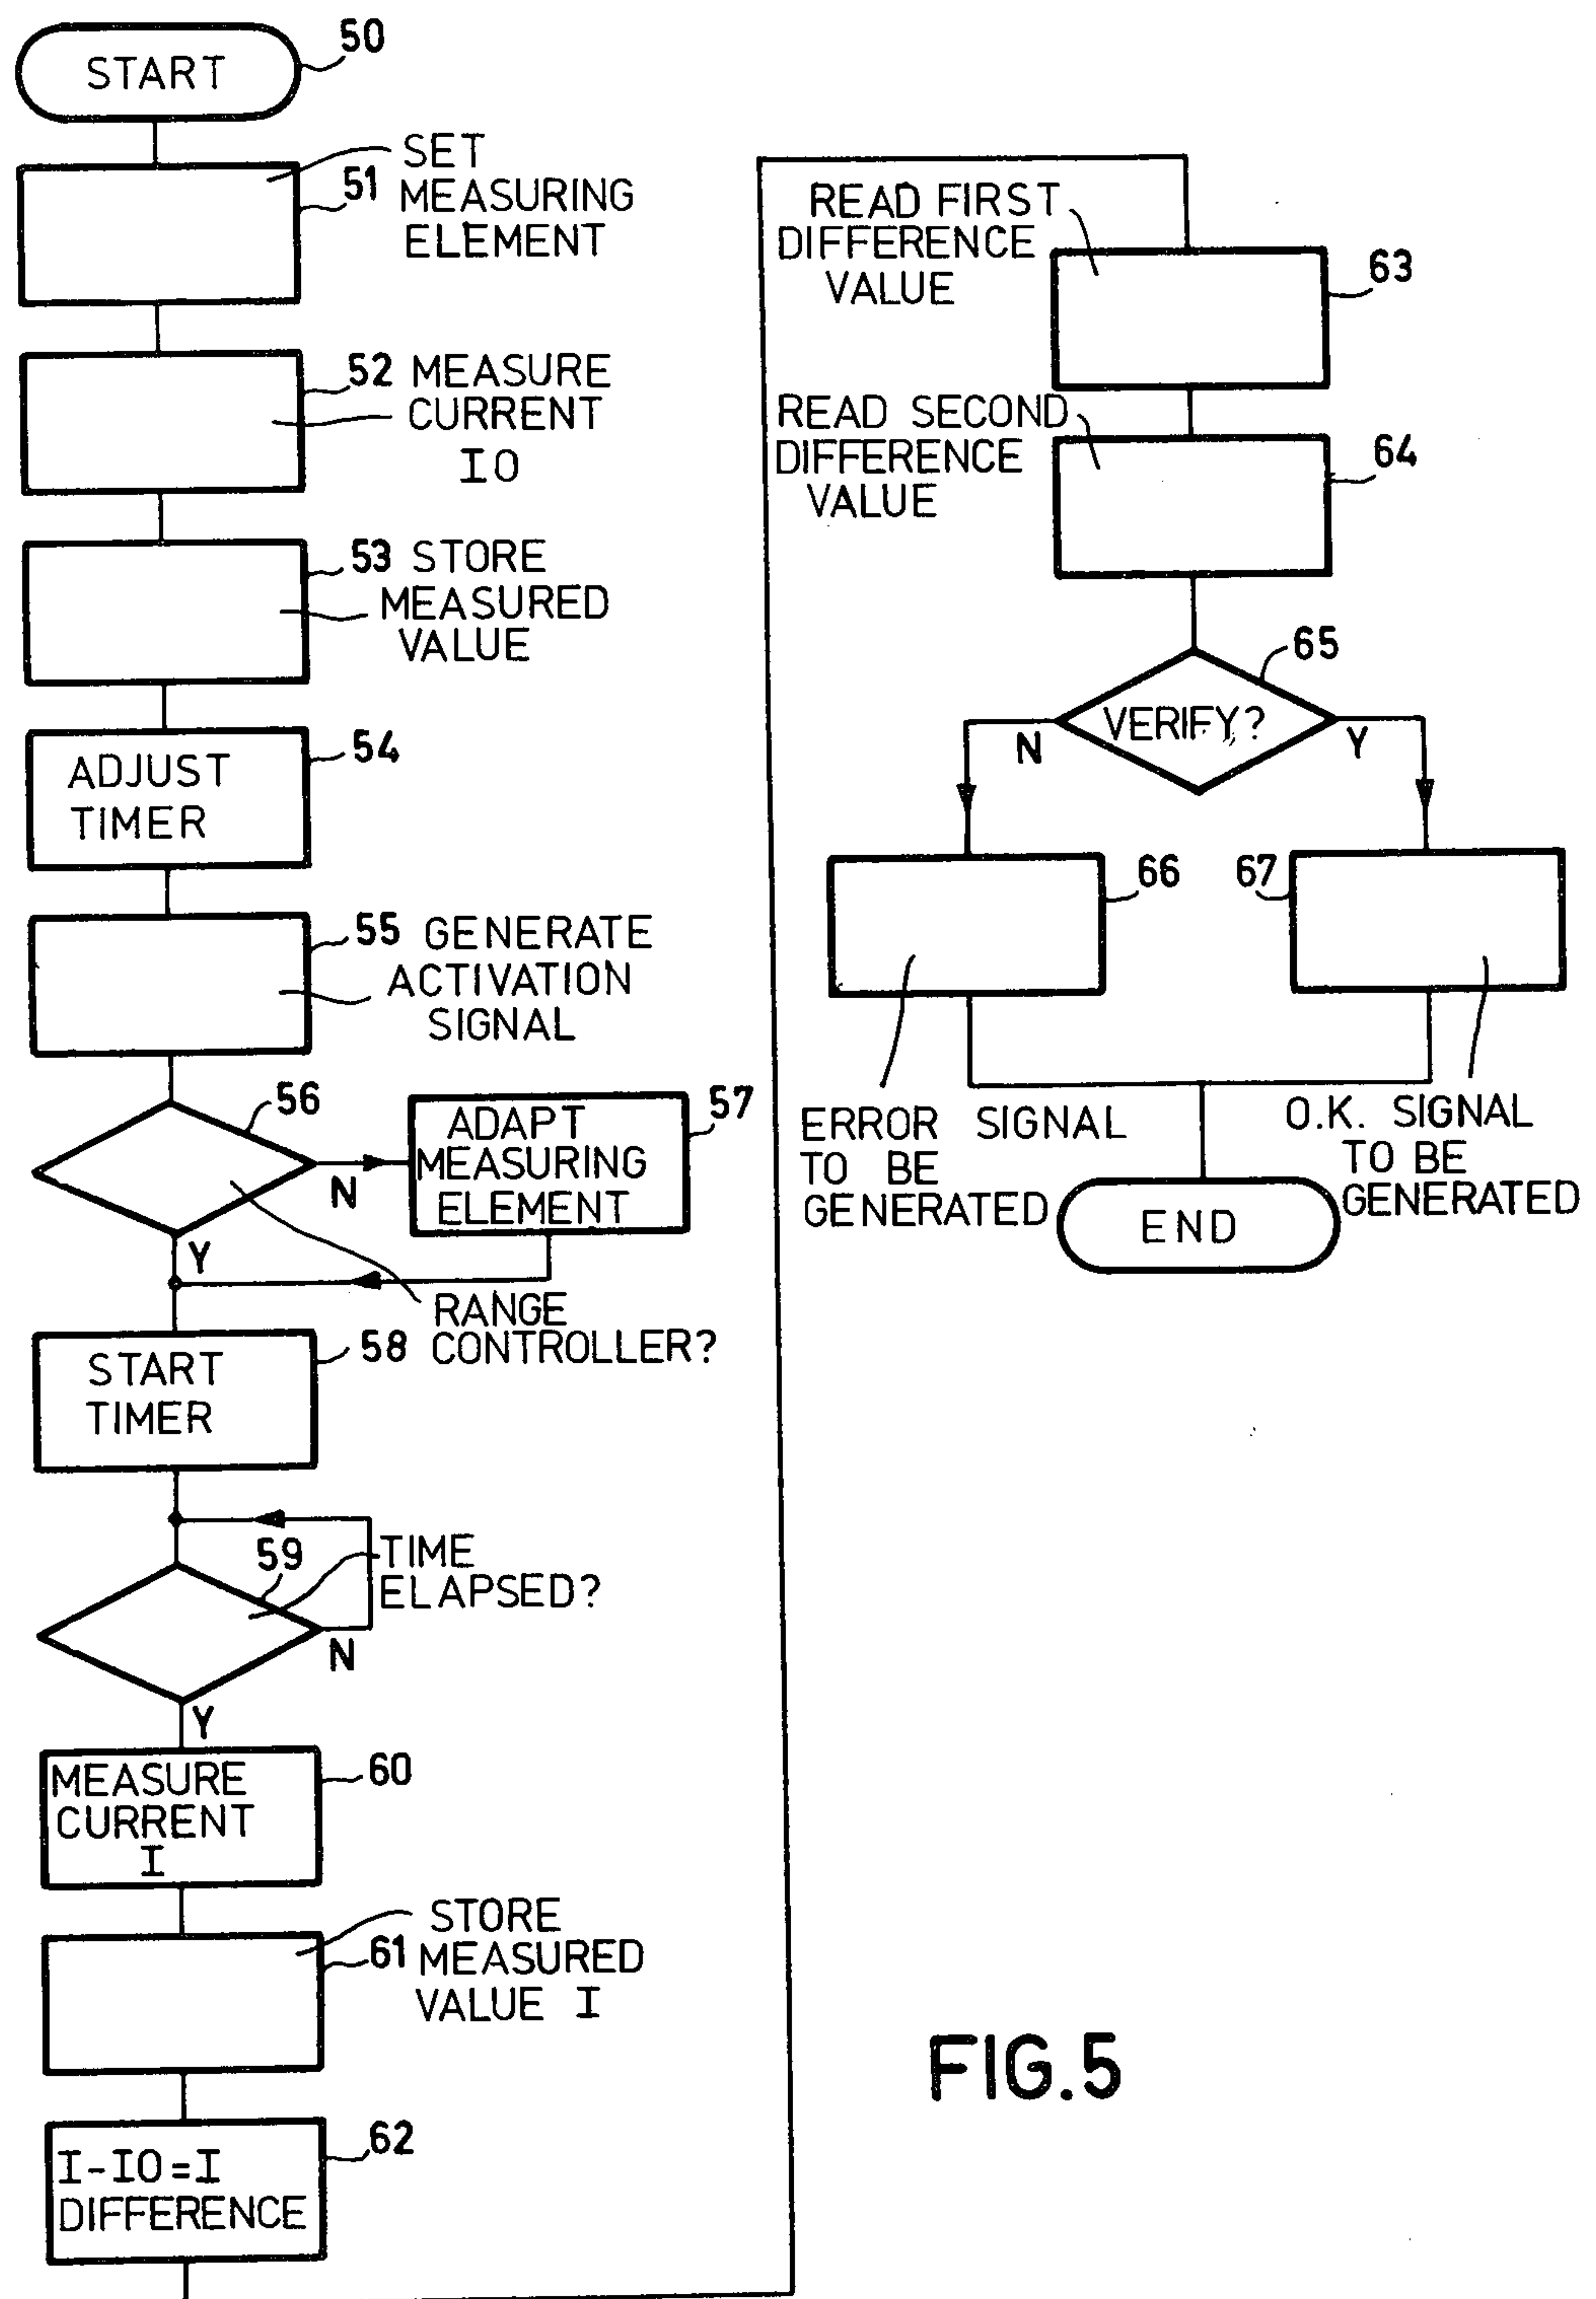 START
50
SET
51 MEASURING
ELEMENT
52 MEASURE
CURRENT
IO
53 STORE
MEASURED
VALUE
54
ADJUST
TIMER
55 GENERATE
ACTIVATION
SIGNAL
56
N
Y
57
ADAPT
MEASURING
ELEMENT
RANGE
CONTROLLER?
58
START
TIMER
59
TIME
ELAPSED?
N
Y
60
MEASURE
CURRENT
I
STORE
61 MEASURED
VALUE I
62
I-IO=I
DIFFERENCE
READ FIRST
DIFFERENCE
VALUE
63
READ SECOND
DIFFERENCE
VALUE
64
65
VERIFY?
N
Y
66
67
ERROR SIGNAL
TO BE
GENERATED
O.K. SIGNAL
TO BE
GENERATED
END
FIG.5